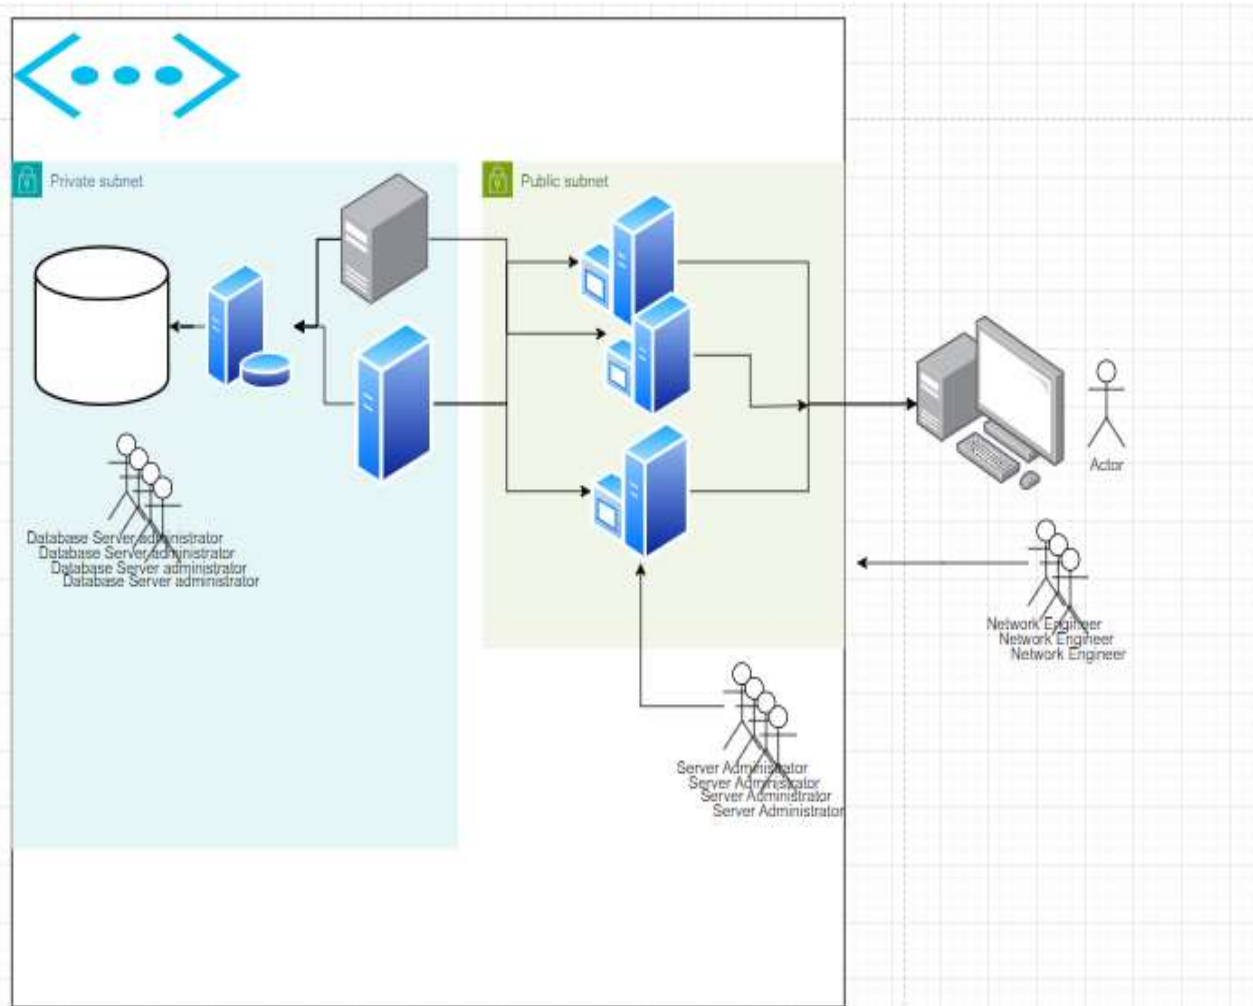 Private subnet
Public subnet
Actor
Database Server administrator
Database Server administrator
Database Server administrator
Database Server administrator
Network Engineer
Network Engineer
Network Engineer
Server Administrator
Server Administrator
Server Administrator
Server Administrator